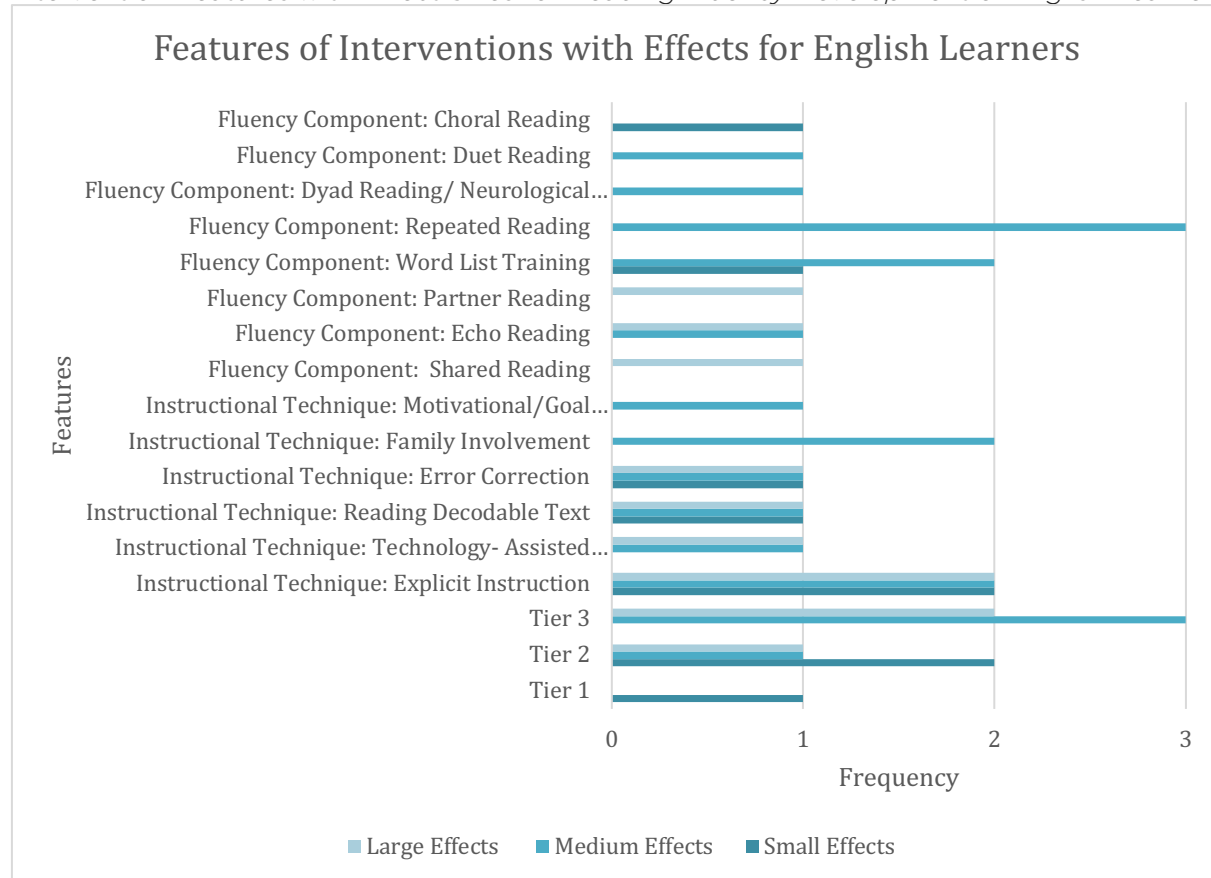 Features of Interventions with Effects for English Learners
Fluency Component: Choral Reading
Fluency Component: Duet Reading
Fluency Component: Dyad Reading/ Neurological...
Fluency Component: Repeated Reading
Fluency Component: Word List Training
Fluency Component: Partner Reading
Fluency Component: Echo Reading
Fluency Component:  Shared Reading
Instructional Technique: Motivational/Goal...
Instructional Technique: Family Involvement
Instructional Technique: Error Correction
Instructional Technique: Reading Decodable Text
Instructional Technique: Technology- Assisted...
Instructional Technique: Explicit Instruction
Tier 3
Tier 2
Tier 1
Features
0 1 2 3
Frequency
Large Effects Medium Effects Small Effects